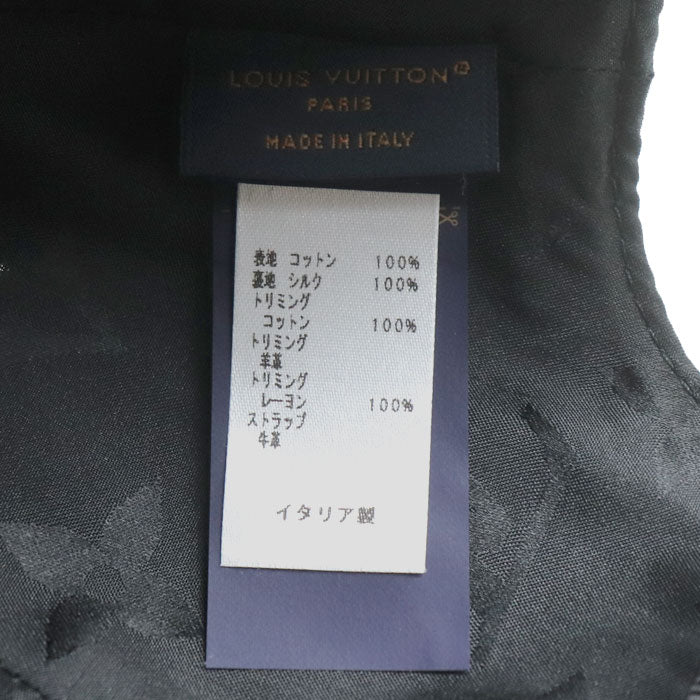 LOUIS VUITTON
PARIS
MADE IN ITALY
表地 コットン 100%
裏地 シルク 100%
トリミング
コットン 100%
トリミング
羊革
トリミング
レーヨン 100%
ストラップ
牛革
イタリア製